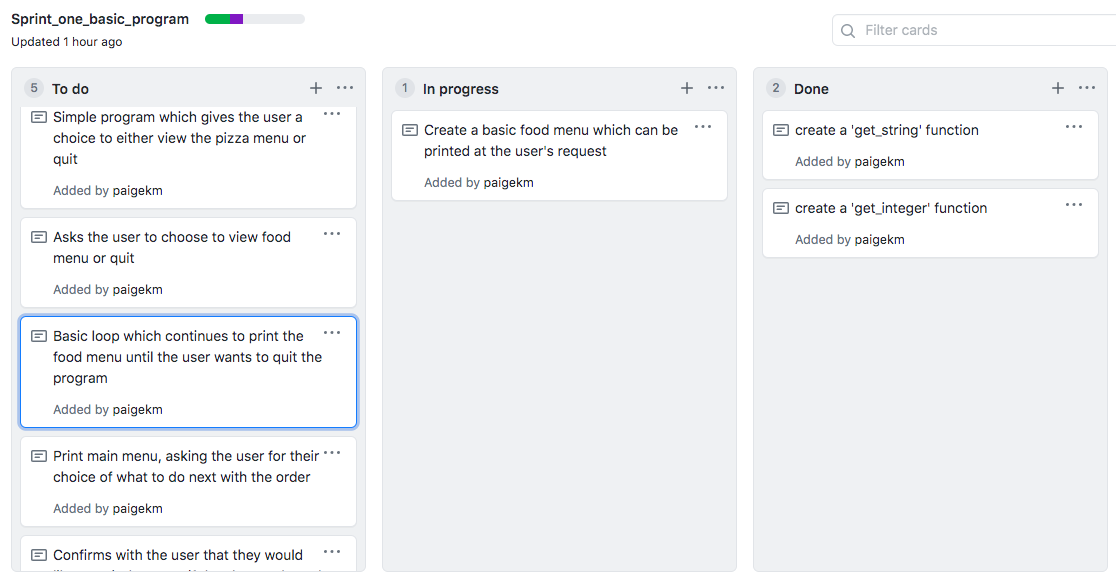 Sprint_one_basic_program
Updated 1 hour ago
Filter cards
5 To do
Simple program which gives the user a
choice to either view the pizza menu or
quit
Added by paigekm
Asks the user to choose to view food
menu or quit
Added by paigekm
Basic loop which continues to print the
food menu until the user wants to quit the
program
Added by paigekm
Print main menu, asking the user for their
choice of what to do next with the order
Added by paigekm
Confirms with the user that they would
1 In progress
Create a basic food menu which can be
printed at the user's request
Added by paigekm
2 Done
create a 'get_string' function
Added by paigekm
create a 'get_integer' function
Added by paigekm